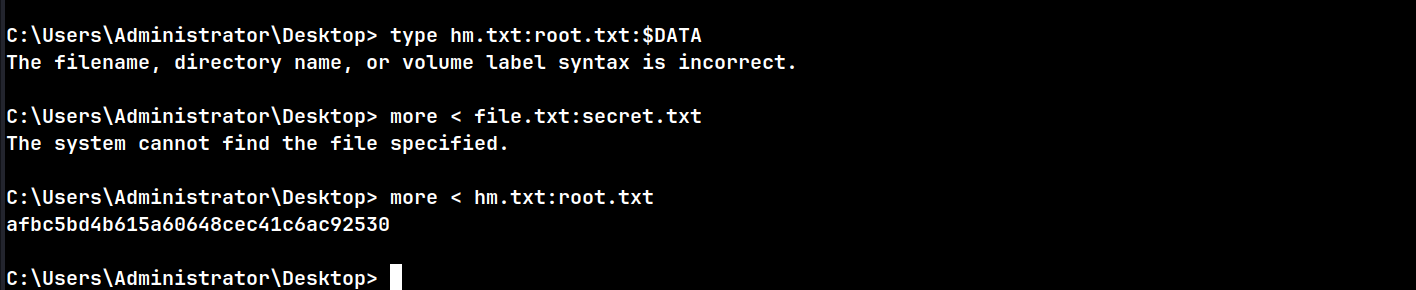 C:\Users\Administrator\Desktop> type hm.txt:root.txt:$DATA
The filename, directory name, or volume label syntax is incorrect.
C:\Users\Administrator\Desktop> more < file.txt:secret.txt
The system cannot find the file specified.
C:\Users\Administrator\Desktop> more < hm.txt:root.txt
afbc5bd4b615a60648cec41c6ac92530
C:\Users\Administrator\Desktop>